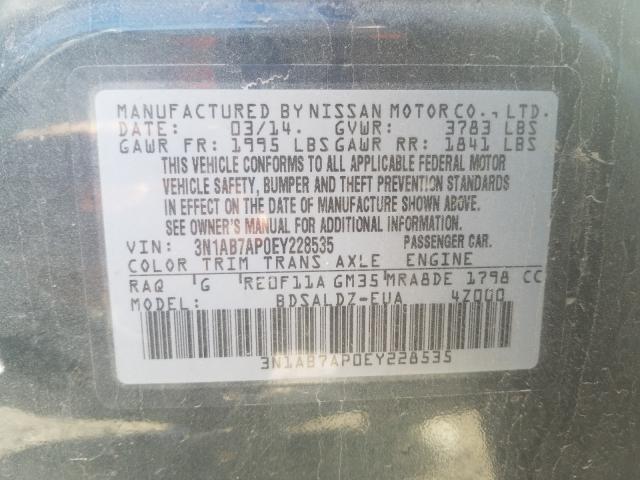 MANUFACTURED BY NISSAN MOTOR CO., LTD.
DATE: 03/14. GVWR: 3783 LBS
GAWR FR: 1995 LBS GAWR RR: 1841 LBS
THIS VEHICLE CONFORMS TO ALL APPLICABLE FEDERAL MOTOR
VEHICLE SAFETY, BUMPER AND THEFT PREVENTION STANDARDS
IN EFFECT ON THE DATE OF MANUFACTURE SHOWN ABOVE.
SEE OWNER'S MANUAL FOR ADDITIONAL INFORMATION.
VIN: 3N1AB7AP0EY228535 PASSENGER CAR.
COLOR TRIM TRANS AXLE ENGINE
RAQ G RE0F11A GM35 MRA8DE 1798 CC
MODEL: BDSALDZ-EUA 4Z000
3N1AB7AP0EY228535